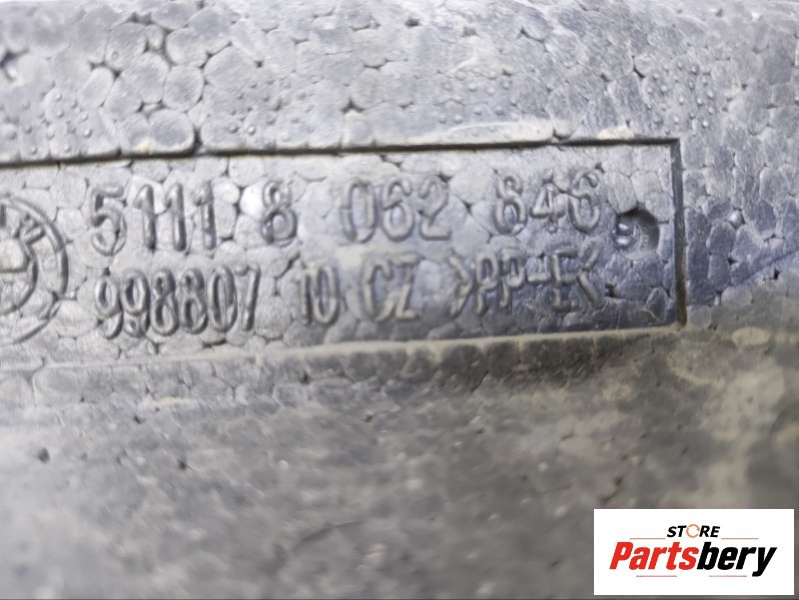 5111 8 062 646
998807 10 CZ >PP-E<
STORE
Partsbery